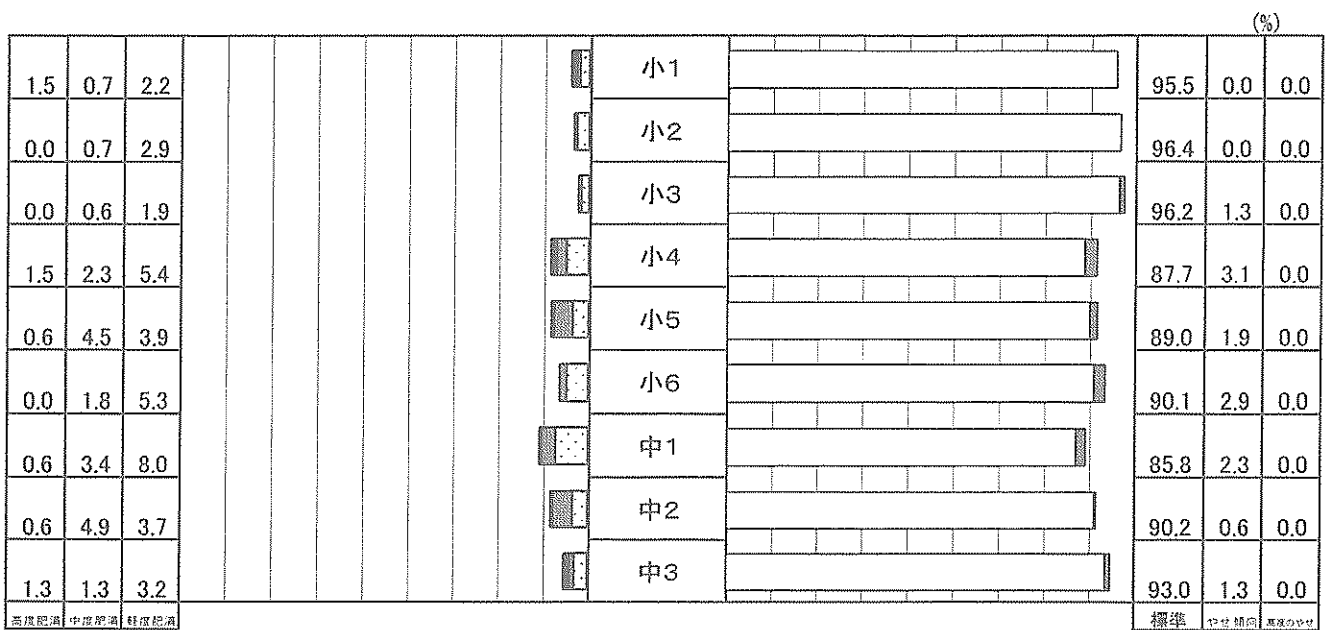 (%)
1.5 0.7 2.2 小1 95.5 0.0 0.0
0.0 0.7 2.9 小2 96.4 0.0 0.0
0.0 0.6 1.9 小3 96.2 1.3 0.0
1.5 2.3 5.4 小4 87.7 3.1 0.0
0.6 4.5 3.9 小5 89.0 1.9 0.0
0.0 1.8 5.3 小6 90.1 2.9 0.0
0.6 3.4 8.0 中1 85.8 2.3 0.0
0.6 4.9 3.7 中2 90.2 0.6 0.0
1.3 1.3 3.2 中3 93.0 1.3 0.0
高度肥満 中度肥満 軽度肥満 標準 やせ傾向 高度のやせ